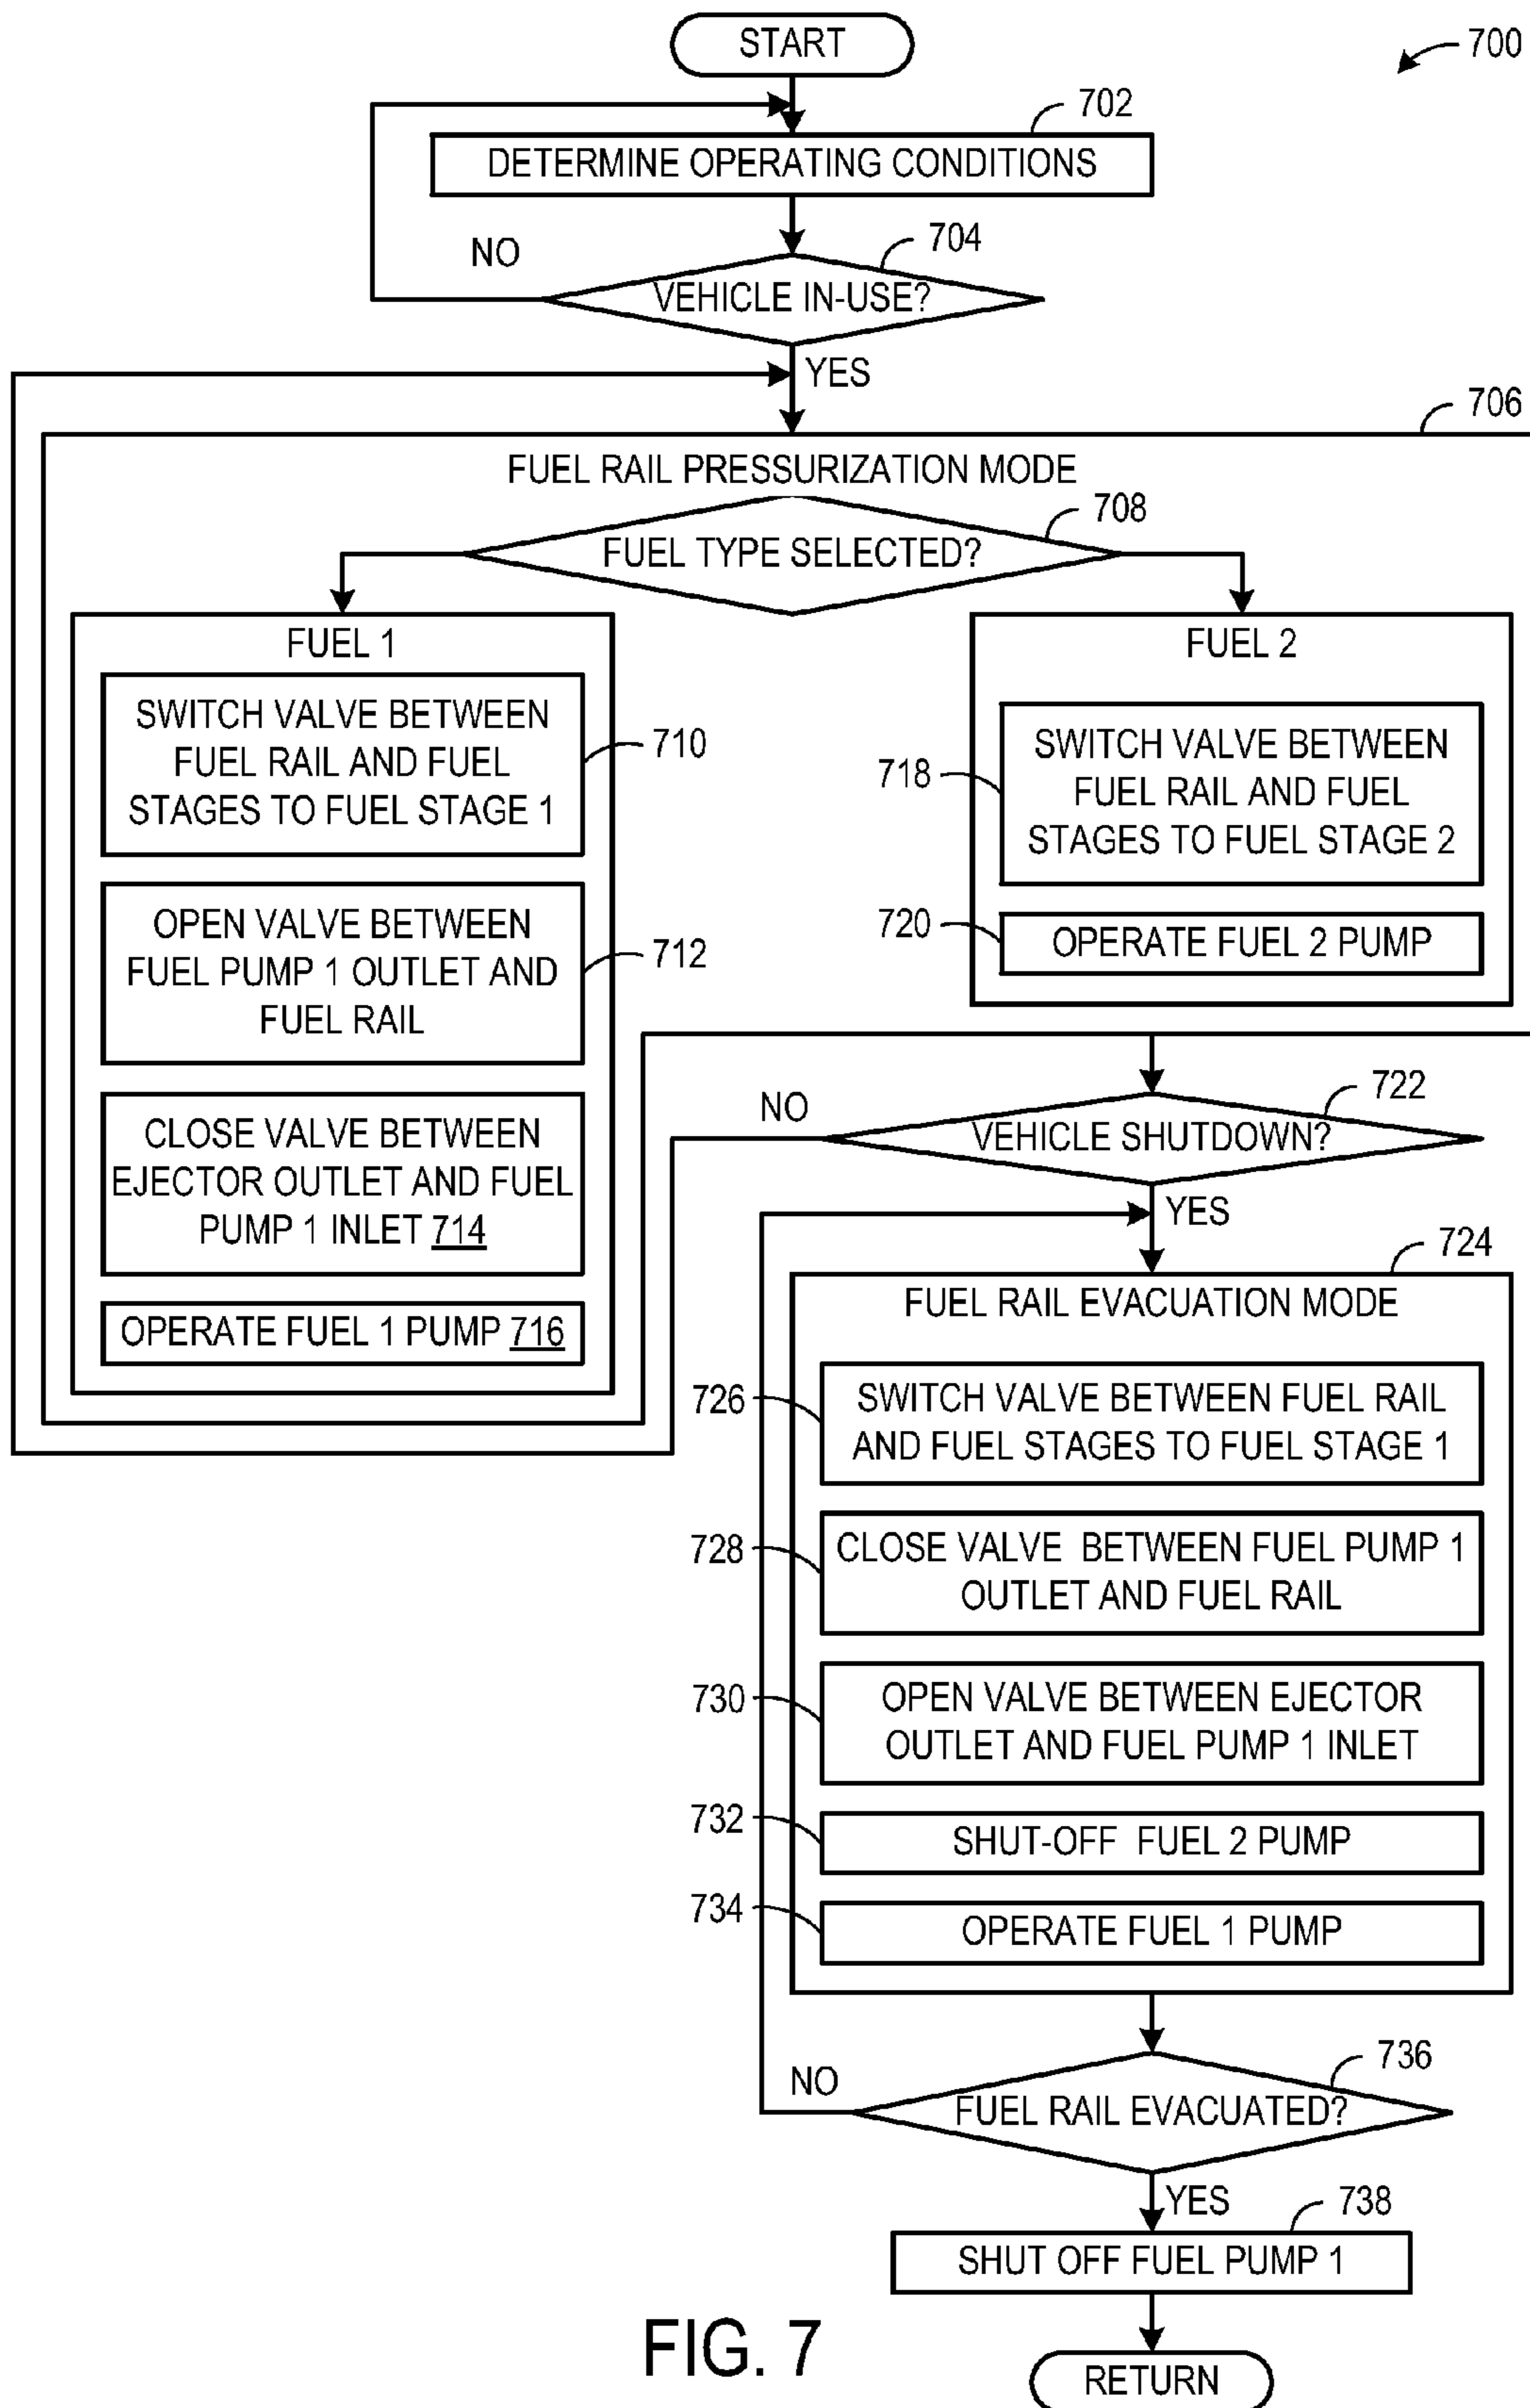 START
700
702
DETERMINE OPERATING CONDITIONS
704
NO
VEHICLE IN-USE?
YES
706
FUEL RAIL PRESSURIZATION MODE
708
FUEL TYPE SELECTED?
FUEL 1
SWITCH VALVE BETWEEN
FUEL RAIL AND FUEL
STAGES TO FUEL STAGE 1
710
OPEN VALVE BETWEEN
FUEL PUMP 1 OUTLET AND
FUEL RAIL
712
CLOSE VALVE BETWEEN
EJECTOR OUTLET AND FUEL
PUMP 1 INLET 714
OPERATE FUEL 1 PUMP 716
FUEL 2
718
SWITCH VALVE BETWEEN
FUEL RAIL AND FUEL
STAGES TO FUEL STAGE 2
720
OPERATE FUEL 2 PUMP
722
NO
VEHICLE SHUTDOWN?
YES
724
FUEL RAIL EVACUATION MODE
726
SWITCH VALVE BETWEEN FUEL RAIL
AND FUEL STAGES TO FUEL STAGE 1
728
CLOSE VALVE BETWEEN FUEL PUMP 1
OUTLET AND FUEL RAIL
730
OPEN VALVE BETWEEN EJECTOR
OUTLET AND FUEL PUMP 1 INLET
732
SHUT-OFF FUEL 2 PUMP
734
OPERATE FUEL 1 PUMP
736
NO
FUEL RAIL EVACUATED?
YES
738
SHUT OFF FUEL PUMP 1
RETURN
FIG. 7